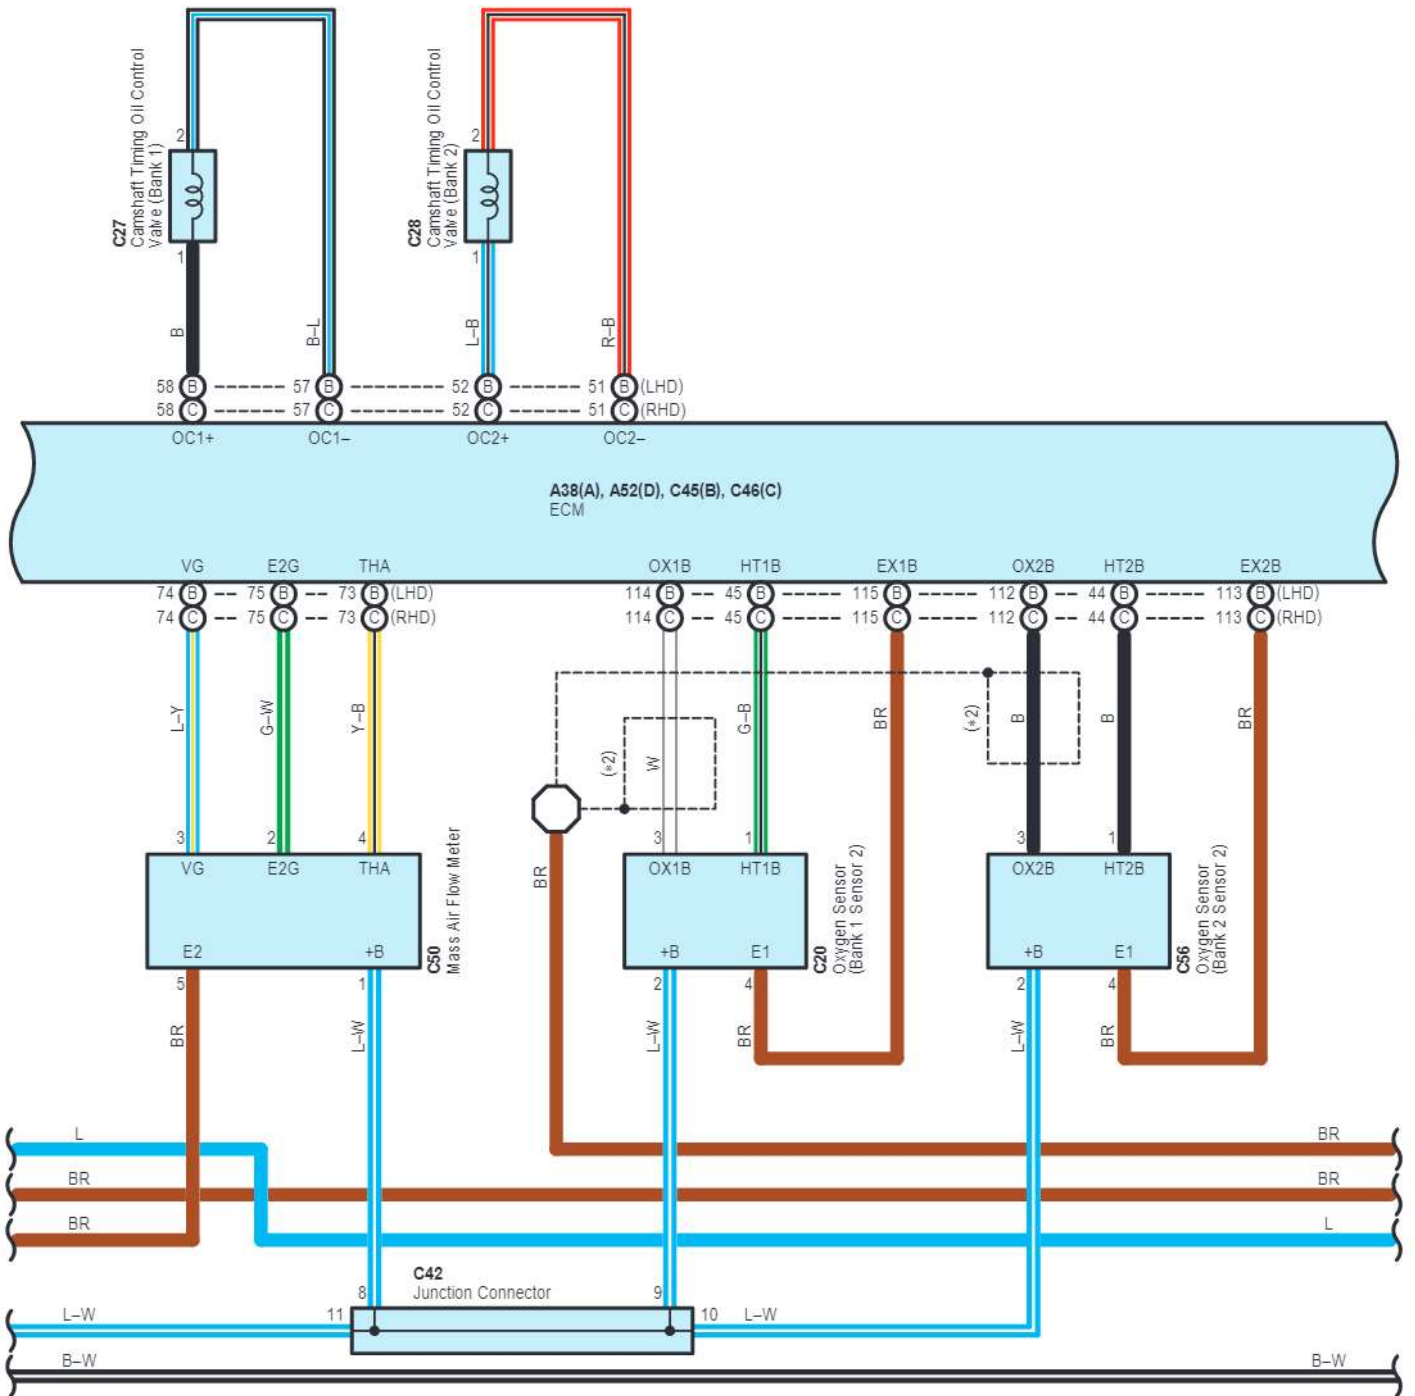 C27
Camshaft Timing Oil Control
Valve (Bank 1)
2
1
B
B–L
C28
Camshaft Timing Oil Control
Valve (Bank 2)
2
1
L–B
R–B
58 B 57 B 52 B 51 B (LHD)
58 C 57 C 52 C 51 C (RHD)
OC1+ OC1– OC2+ OC2–
A38(A), A52(D), C45(B), C46(C)
ECM
VG E2G THA OX1B HT1B EX1B OX2B HT2B EX2B
74 B 75 B 73 B (LHD) 114 B 45 B 115 B 112 B 44 B 113 B (LHD)
74 C 75 C 73 C (RHD) 114 C 45 C 115 C 112 C 44 C 113 C (RHD)
L–Y G–W Y–B (*2) W G–B BR (*2) B B BR
3 2 4 3 1 3 1
VG E2G THA OX1B HT1B OX2B HT2B
BR
E2 +B +B E1 +B E1
C50
Mass Air Flow Meter
C20
Oxygen Sensor
(Bank 1 Sensor 2)
C56
Oxygen Sensor
(Bank 2 Sensor 2)
5 1 2 4 2 4
BR L–W L–W BR L–W BR
L BR
BR BR
BR L
C42
Junction Connector
8 9
L–W 11 10 L–W
B–W B–W